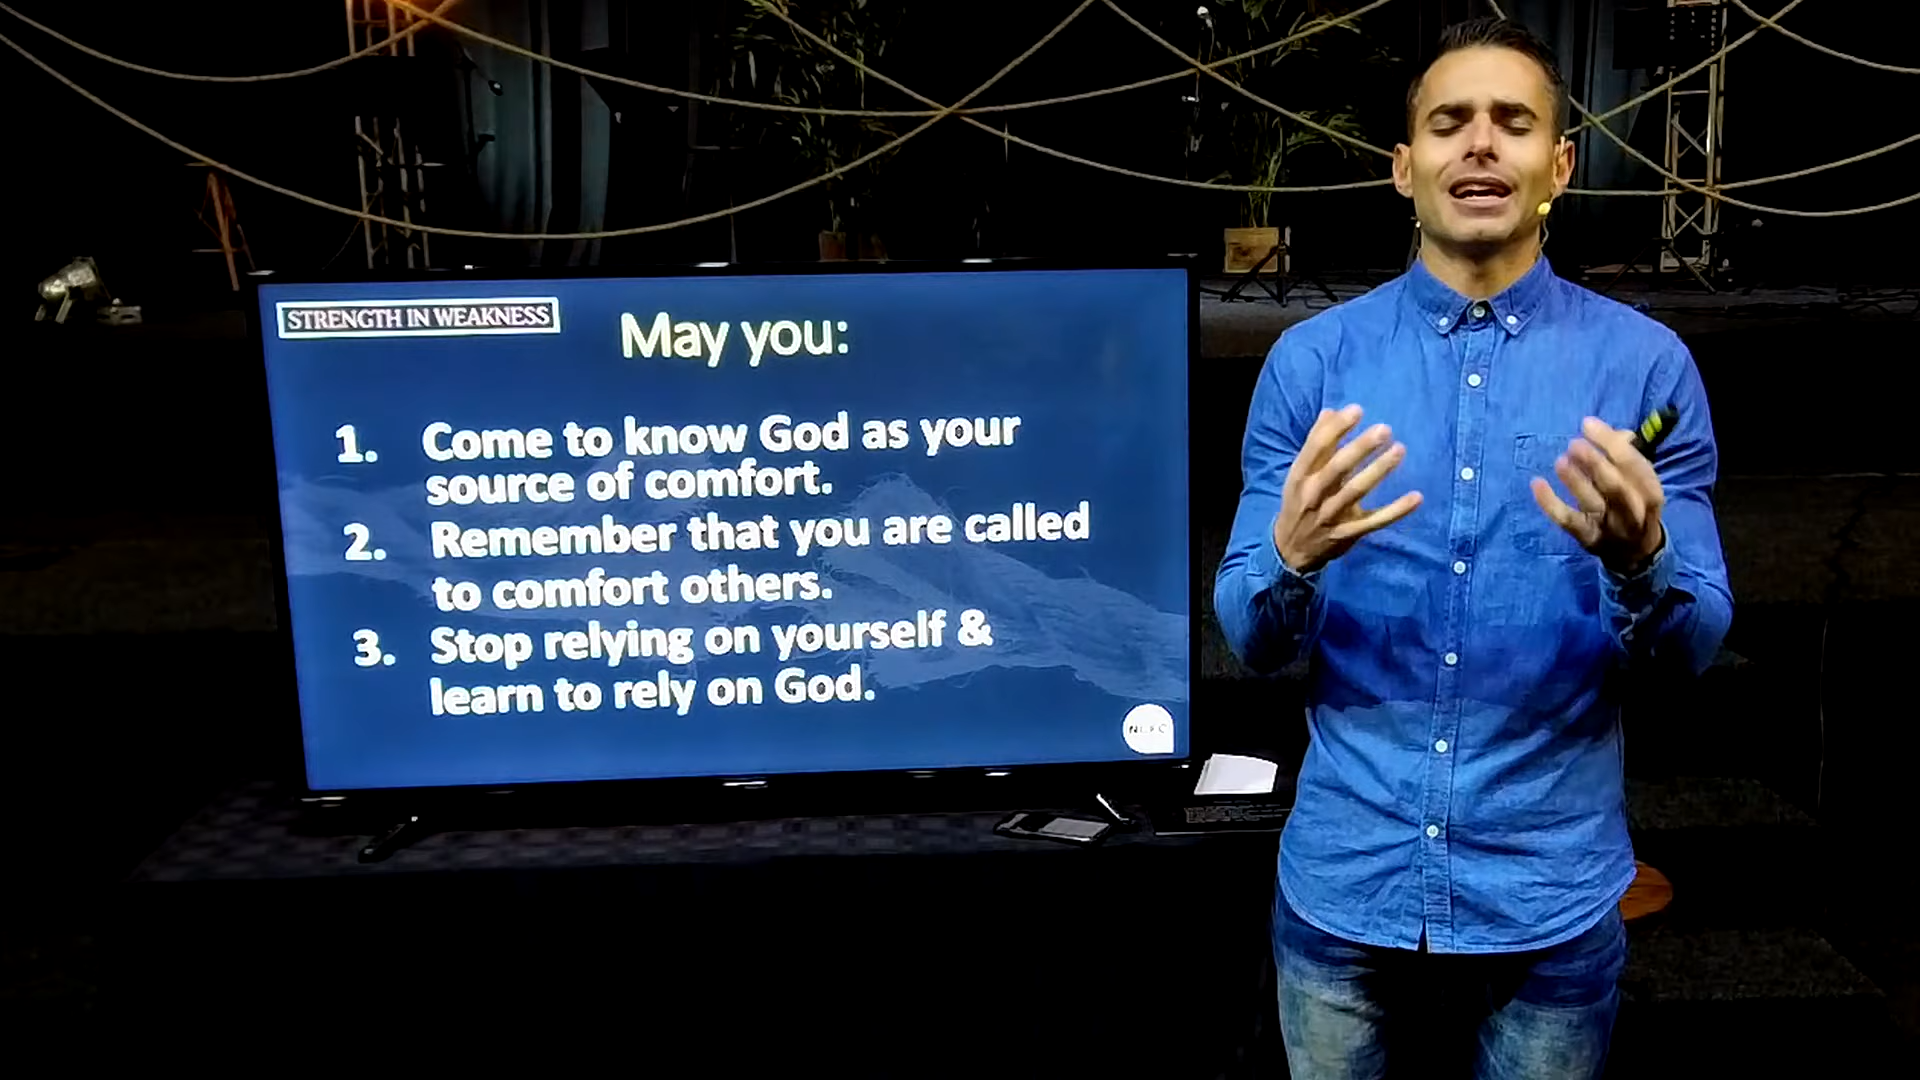 STRENGTH IN WEAKNESS
May you:
1. Come to know God as your
source of comfort.
2. Remember that you are called
to comfort others.
3. Stop relying on yourself &
learn to rely on God.